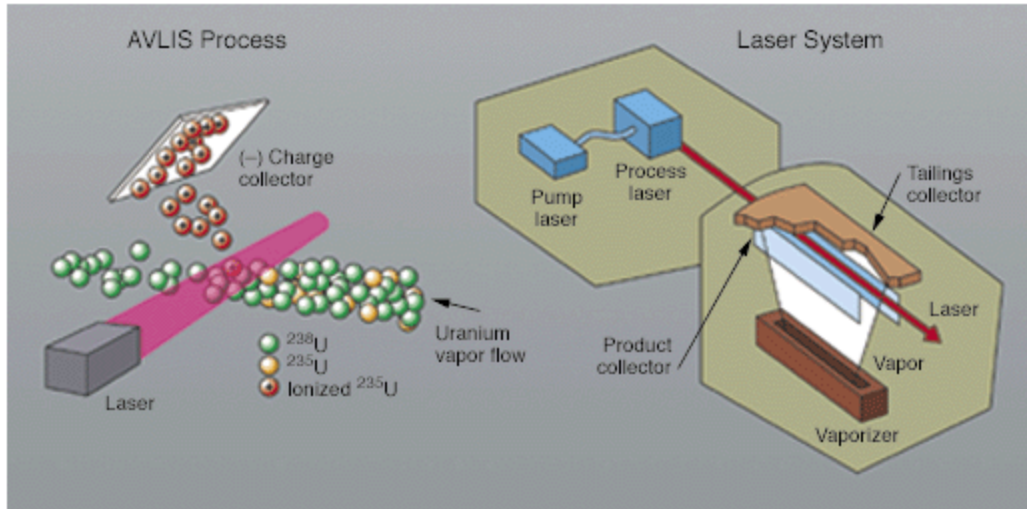 AVLIS Process
(–) Charge
collector
Uranium
vapor flow
²³⁸U
²³⁵U
Ionized ²³⁵U
Laser
Laser System
Pump
laser
Process
laser
Tailings
collector
Product
collector
Laser
Vapor
Vaporizer